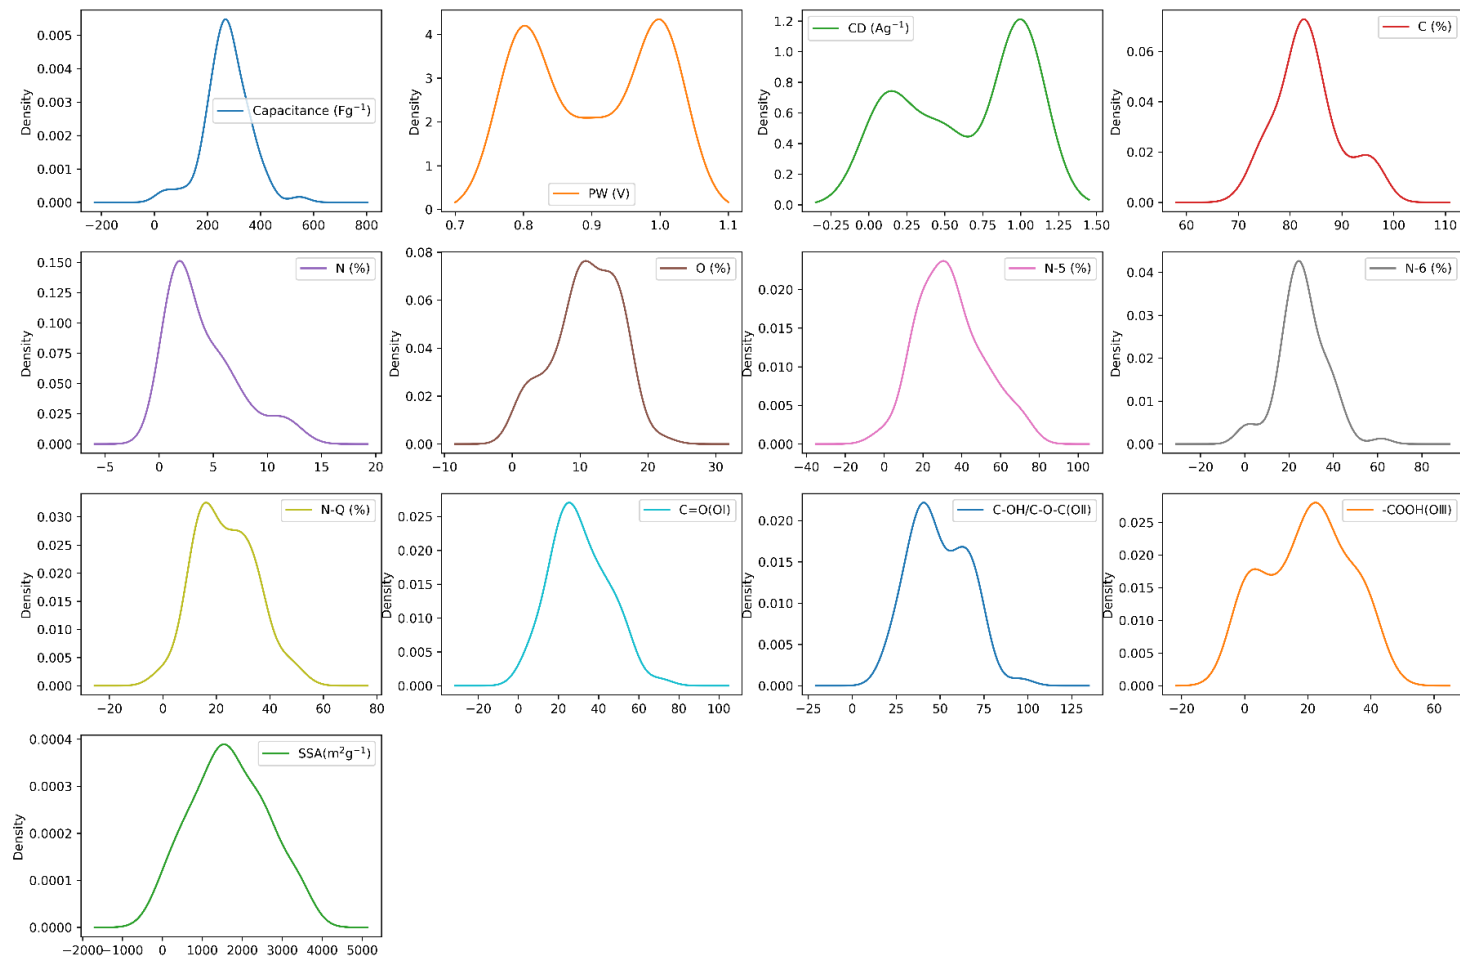 0.005
0.004
0.003
0.002
0.001
0.000
Density
Capacitance (Fg⁻¹)
−200 0 200 400 600 800
4
3
2
1
0
Density
PW (V)
0.7 0.8 0.9 1.0 1.1
1.2
1.0
0.8
0.6
0.4
0.2
0.0
Density
CD (Ag⁻¹)
−0.25 0.00 0.25 0.50 0.75 1.00 1.25 1.50
0.06
0.04
0.02
0.00
Density
C (%)
60 70 80 90 100 110
0.150
0.125
0.100
0.075
0.050
0.025
0.000
Density
N (%)
−5 0 5 10 15 20
0.08
0.06
0.04
0.02
0.00
Density
O (%)
−10 0 10 20 30
0.020
0.015
0.010
0.005
0.000
Density
N-5 (%)
−40 −20 0 20 40 60 80 100
0.04
0.03
0.02
0.01
0.00
Density
N-6 (%)
−20 0 20 40 60 80
0.030
0.025
0.020
0.015
0.010
0.005
0.000
Density
N-Q (%)
−20 0 20 40 60 80
0.025
0.020
0.015
0.010
0.005
0.000
Density
C=O(OI)
−20 0 20 40 60 80 100
0.020
0.015
0.010
0.005
0.000
Density
C-OH/C-O-C(OII)
−25 0 25 50 75 100 125
0.025
0.020
0.015
0.010
0.005
0.000
Density
-COOH(OIII)
−20 0 20 40 60
0.0004
0.0003
0.0002
0.0001
0.0000
Density
SSA(m²g⁻¹)
−2000 −1000 0 1000 2000 3000 4000 5000